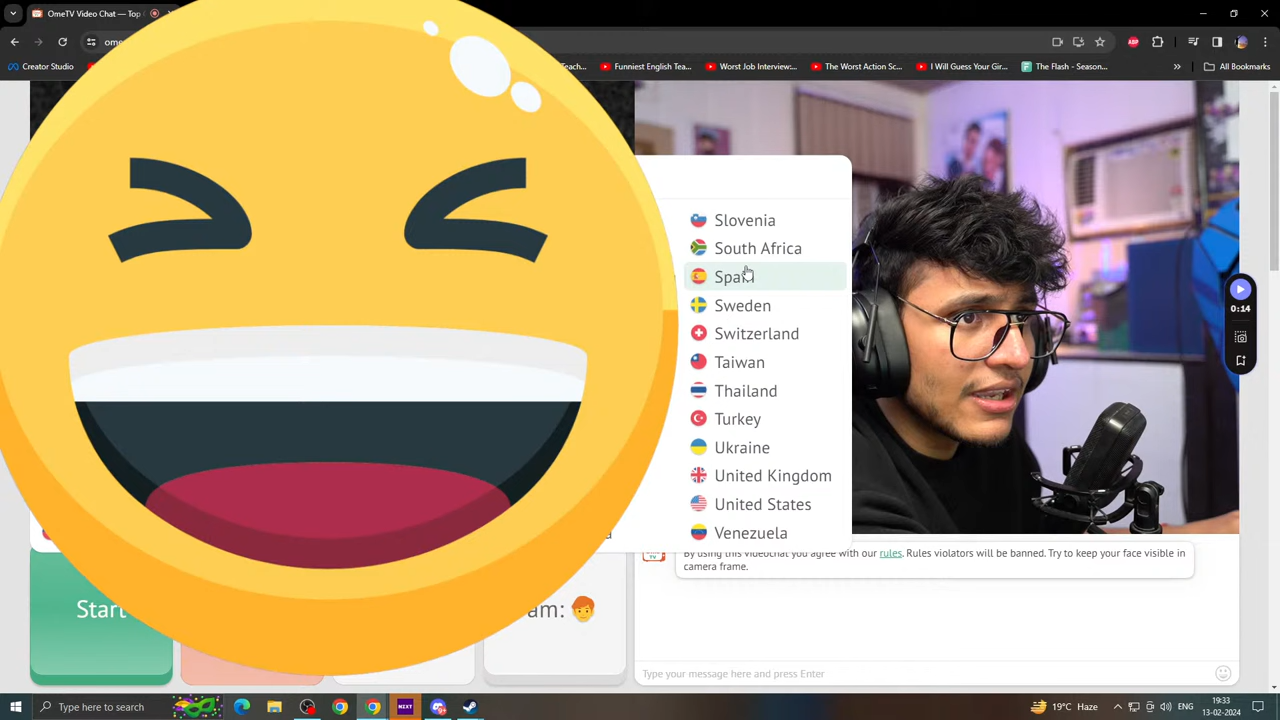 OmeTV Video Chat — Top
ome
Creator Studio
Teach...
Funniest English Tea...
Worst Job Interview...
The Worst Action Sc...
I Will Guess Your Gir...
The Flash - Season...
All Bookmarks
Slovenia
South Africa
Spain
Sweden
Switzerland
Taiwan
Thailand
Turkey
Ukraine
United Kingdom
United States
Venezuela
0:14
By using this videochat you agree with our rules. Rules violators will be banned. Try to keep your face visible in
camera frame.
Start
am:
Type your message here and press Enter
Type here to search
NIXT
19°C Haze
ENG
19:33
13-02-2024